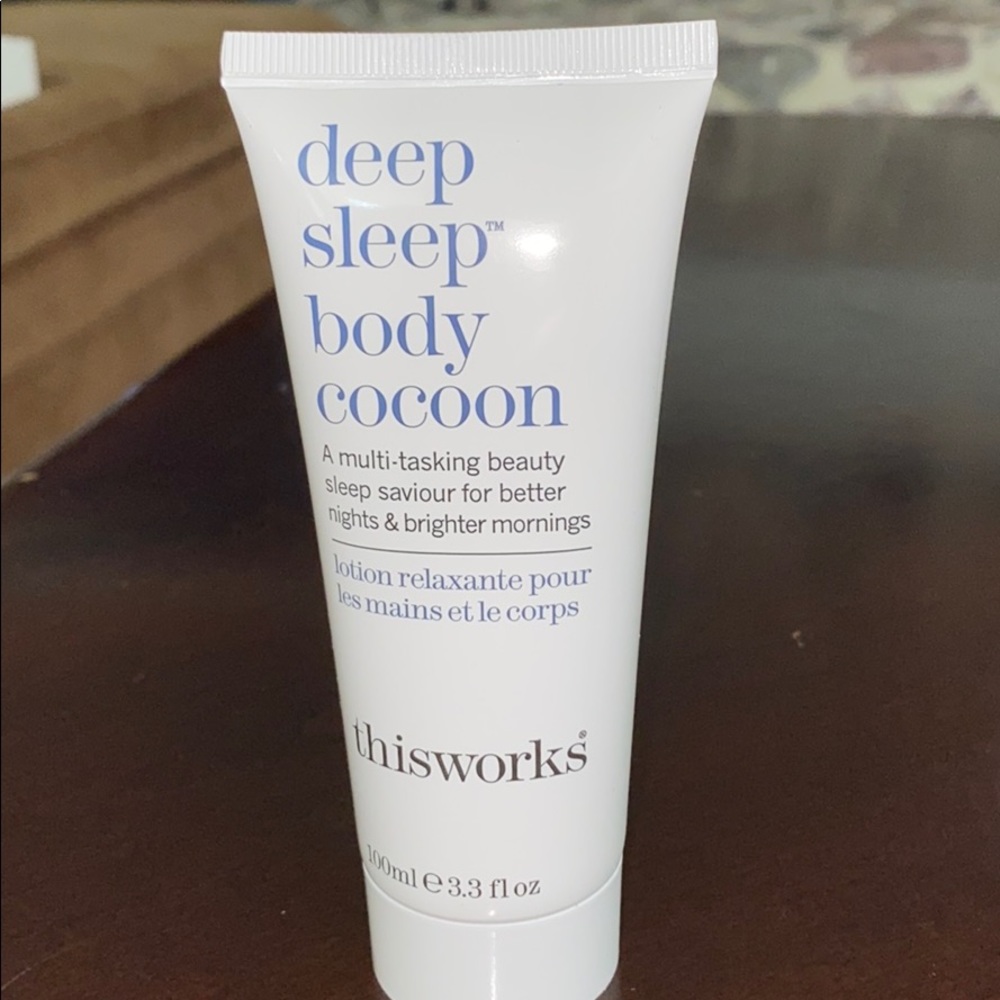 deep
sleep™
body
cocoon
A multi-tasking beauty
sleep saviour for better
nights & brighter mornings
lotion relaxante pour
les mains et le corps
thisworks®
100ml ℮ 3.3 fl oz